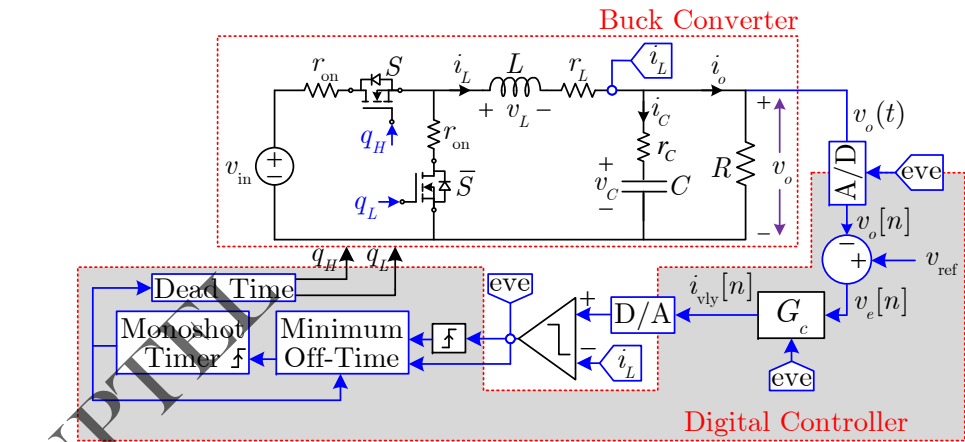 Buck Converter
r_on
S
i_L
L
r_L
i_L
i_o
+ v_L −
i_C
+
v_o(t)
q_H
r_on
r_C
A/D
eve
v_in
+
−
S̅
+
v_C
−
C
R
v_o
q_L
−
v_o[n]
q_H
q_L
−
+
v_ref
Dead Time
eve
i_vly[n]
v_e[n]
Monoshot
Timer
Minimum
Off-Time
+
−
D/A
G_c
i_L
eve
Digital Controller
NPTEL